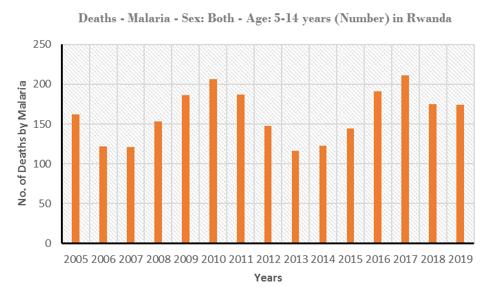 Deaths - Malaria - Sex: Both - Age: 5-14 years (Number) in Rwanda
No. of Deaths by Malaria
250
200
150
100
50
0
2005 2006 2007 2008 2009 2010 2011 2012 2013 2014 2015 2016 2017 2018 2019
Years